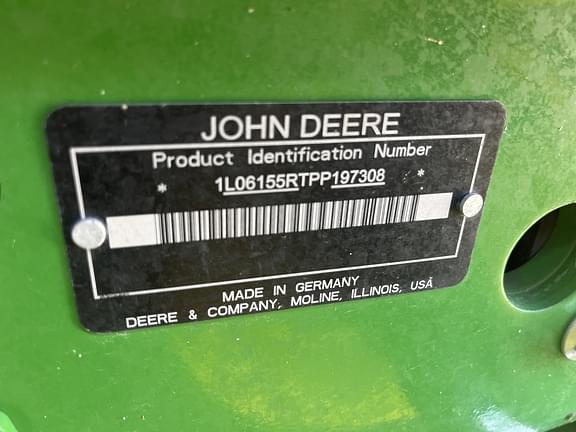 JOHN DEERE
Product Identification Number
* 1L06155RTPP197308 *
MADE IN GERMANY
DEERE & COMPANY, MOLINE, ILLINOIS, USA